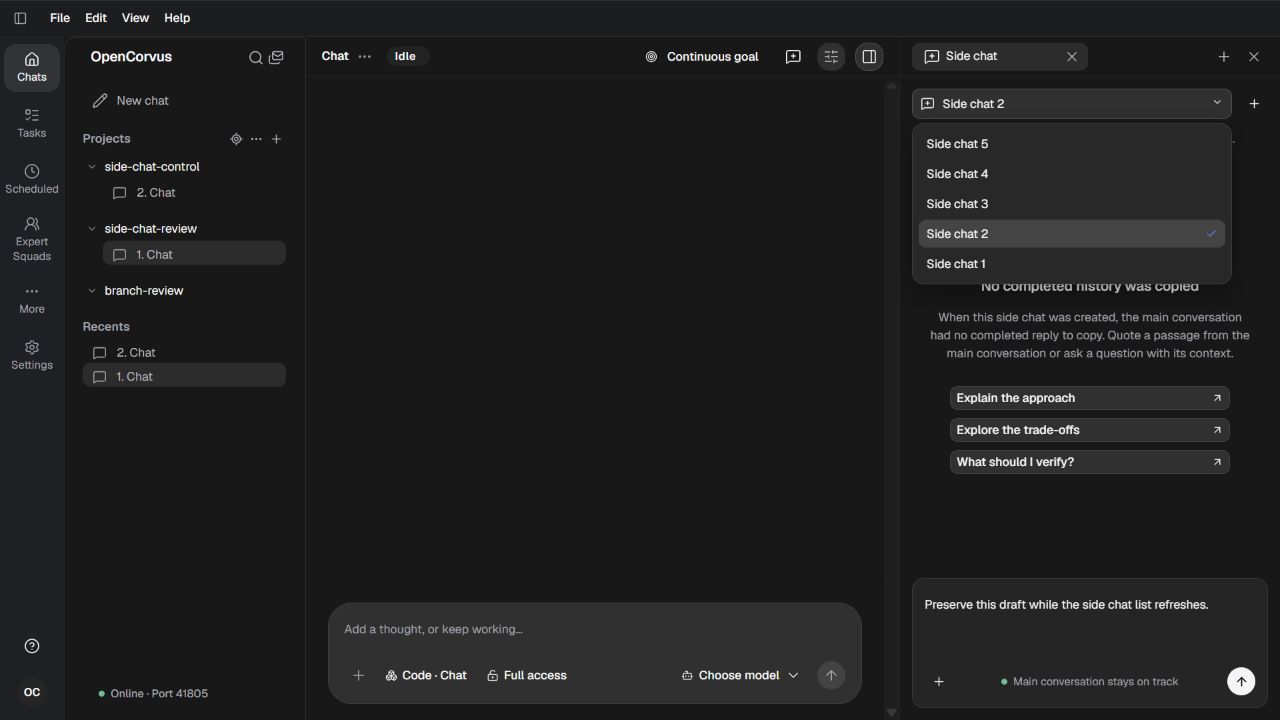 File Edit View Help
Chats
Tasks
Scheduled
Expert
Squads
More
Settings
OC
OpenCorvus
New chat
Projects
side-chat-control
2. Chat
side-chat-review
1. Chat
branch-review
Recents
2. Chat
1. Chat
Online · Port 41805
Chat ··· Idle Continuous goal
Add a thought, or keep working...
Code · Chat Full access Choose model
Side chat
Side chat 2
Side chat 5
Side chat 4
Side chat 3
Side chat 2
Side chat 1
No completed history was copied
When this side chat was created, the main conversation
had no completed reply to copy. Quote a passage from the
main conversation or ask a question with its context.
Explain the approach
Explore the trade-offs
What should I verify?
Preserve this draft while the side chat list refreshes.
Main conversation stays on track